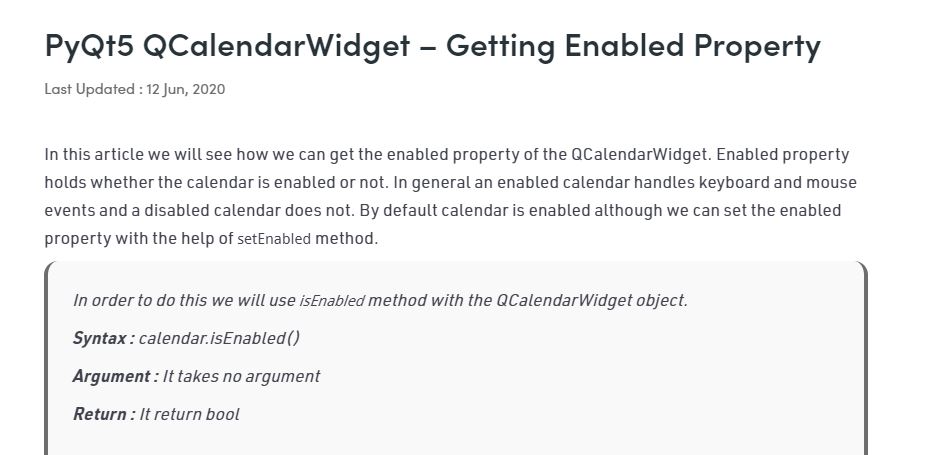 PyQt5 QCalendarWidget – Getting Enabled Property
Last Updated : 12 Jun, 2020
In this article we will see how we can get the enabled property of the QCalendarWidget. Enabled property
holds whether the calendar is enabled or not. In general an enabled calendar handles keyboard and mouse
events and a disabled calendar does not. By default calendar is enabled although we can set the enabled
property with the help of setEnabled method.
In order to do this we will use isEnabled method with the QCalendarWidget object.
Syntax : calendar.isEnabled()
Argument : It takes no argument
Return : It return bool